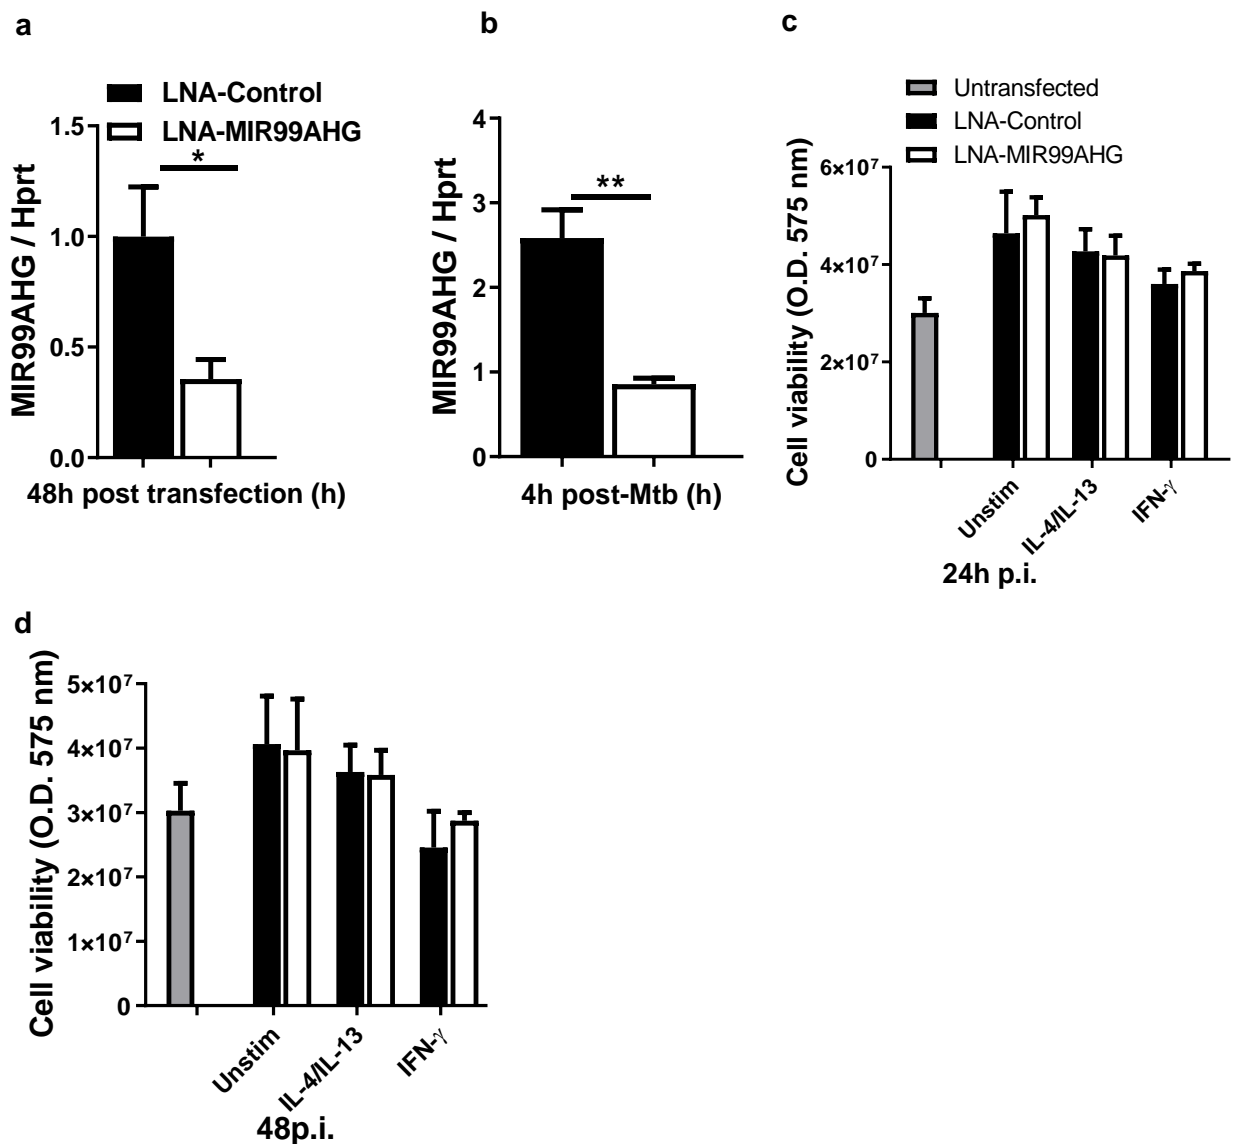 a
LNA-Control
LNA-MIR99AHG
1.5
1.0
0.5
0.0
*
MIR99AHG / Hprt
48h post transfection (h)
b
4
3
2
1
0
**
MIR99AHG / Hprt
4h post-Mtb (h)
c
Untransfected
LNA-Control
LNA-MIR99AHG
6×10⁷
4×10⁷
2×10⁷
0
Cell viability (O.D. 575 nm)
Unstim
IL-4/IL-13
IFN-γ
24h p.i.
d
5×10⁷
4×10⁷
3×10⁷
2×10⁷
1×10⁷
0
Cell viability (O.D. 575 nm)
Unstim
IL-4/IL-13
IFN-γ
48p.i.